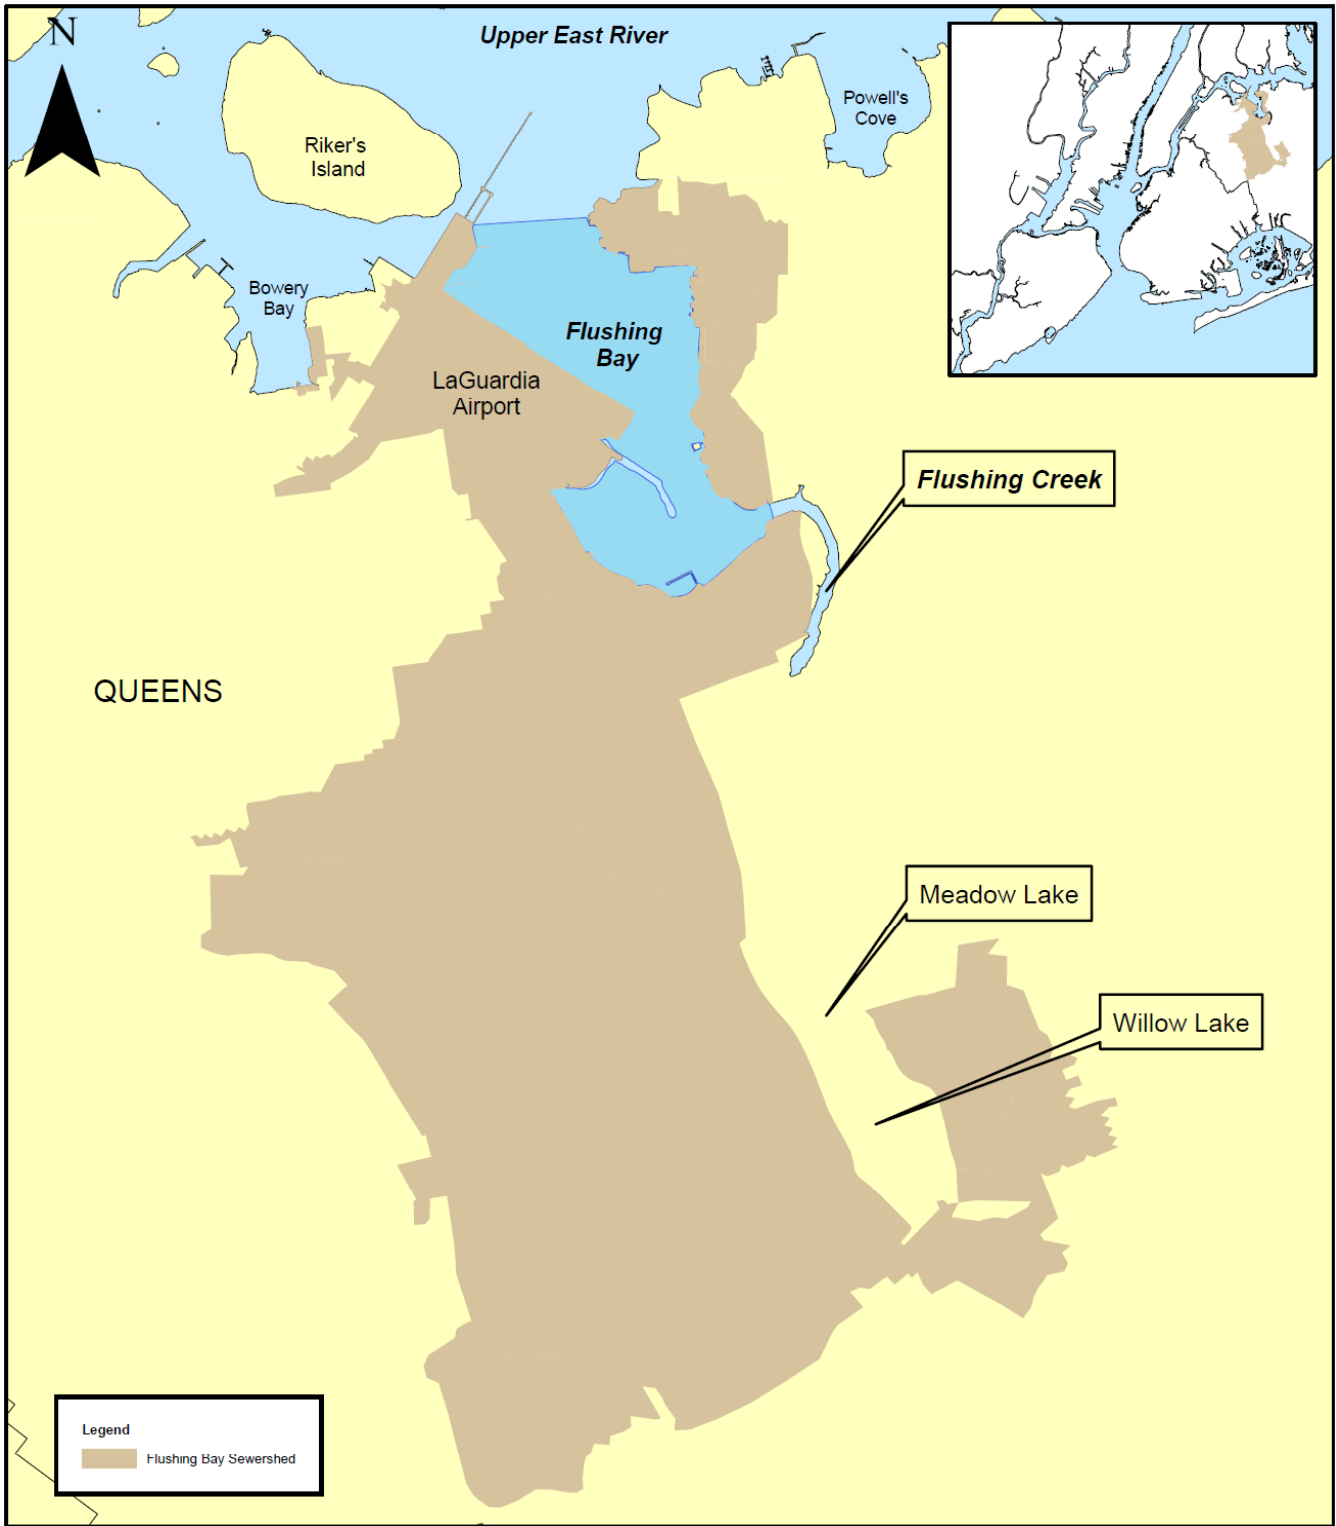 N
Upper East River
Powell's
Cove
Riker's
Island
Bowery
Bay
Flushing
Bay
LaGuardia
Airport
Flushing Creek
QUEENS
Meadow Lake
Willow Lake
Legend
Flushing Bay Sewershed